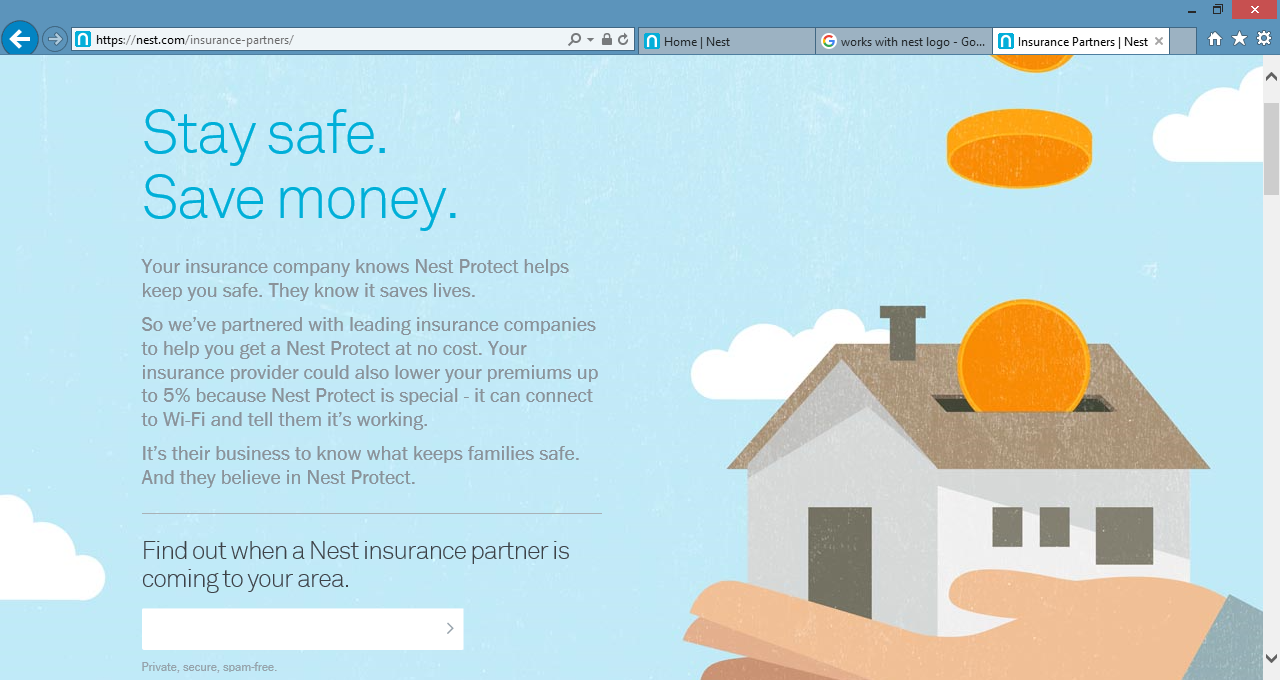 https://nest.com/insurance-partners/
Home | Nest
works with nest logo - Go...
Insurance Partners | Nest
Stay safe.
Save money.
Your insurance company knows Nest Protect helps
keep you safe. They know it saves lives.
So we’ve partnered with leading insurance companies
to help you get a Nest Protect at no cost. Your
insurance provider could also lower your premiums up
to 5% because Nest Protect is special - it can connect
to Wi-Fi and tell them it’s working.
It’s their business to know what keeps families safe.
And they believe in Nest Protect.
Find out when a Nest insurance partner is
coming to your area.
Private, secure, spam-free.